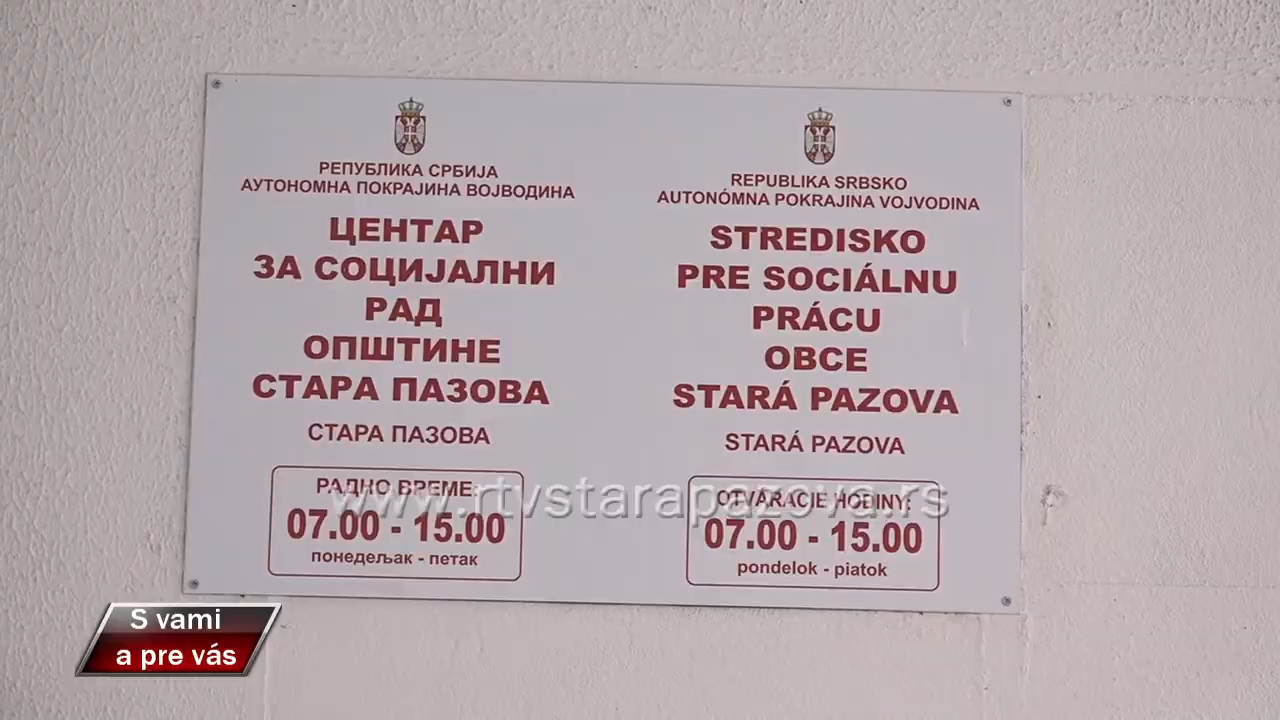 РЕПУБЛИКА СРБИЈА
АУТОНОМНА ПОКРАЈИНА ВОЈВОДИНА
ЦЕНТАР
ЗА СОЦИЈАЛНИ
РАД
ОПШТИНЕ
СТАРА ПАЗОВА
СТАРА ПАЗОВА
РАДНО ВРЕМЕ:
07.00 - 15.00
понедељак - петак
REPUBLIKA SRBSKO
AUTONÓMNA POKRAJINA VOJVODINA
STREDISKO
PRE SOCIÁLNU
PRÁCU
OBCE
STARÁ PAZOVA
STARÁ PAZOVA
OTVÁRACIE HODINY:
07.00 - 15.00
pondelok - piatok
www.rtvstarapazova.rs
S vami
a pre vás